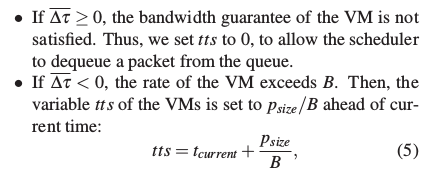 • If $\overline{\Delta\tau} \geq 0$, the bandwidth guarantee of the VM is not
satisfied. Thus, we set tts to 0, to allow the scheduler
to dequeue a packet from the queue.
• If $\overline{\Delta\tau} < 0$, the rate of the VM exceeds B. Then, the
variable tts of the VMs is set to $p_{size}/B$ ahead of cur-
rent time:
$tts = t_{current} + \frac{p_{size}}{B}$, (5)